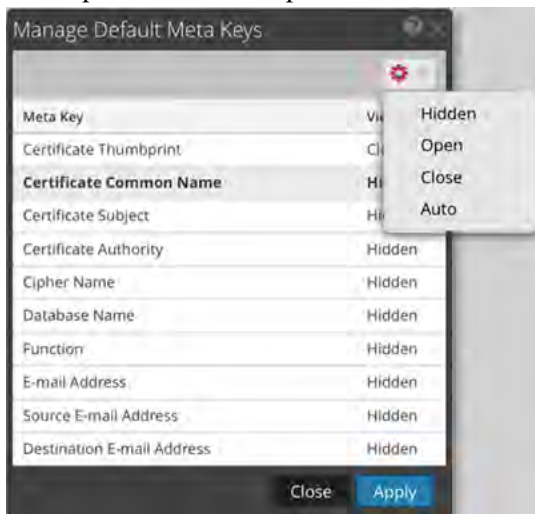 Manage Default Meta Keys
Meta Key
Certificate Thumbprint
Certificate Common Name
Certificate Subject
Certificate Authority Hidden
Cipher Name Hidden
Database Name Hidden
Function Hidden
E-mail Address Hidden
Source E-mail Address Hidden
Destination E-mail Address Hidden
Hidden
Open
Close
Auto
Close Apply